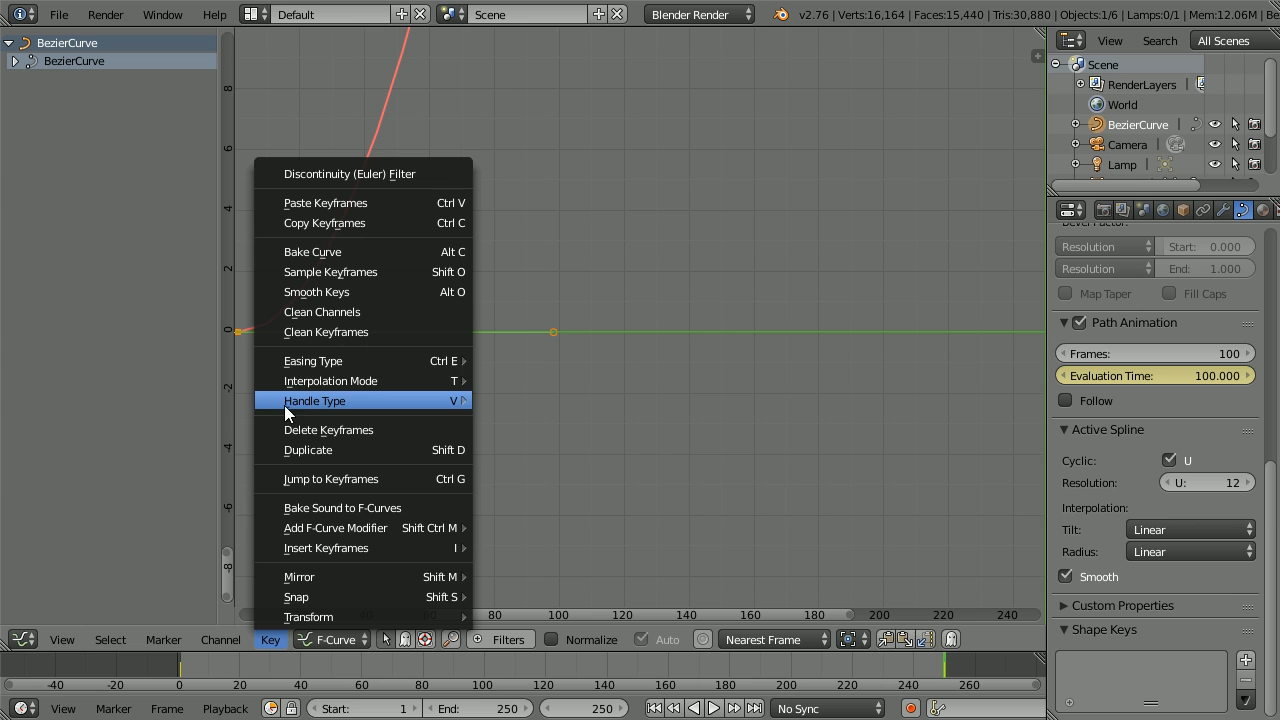 File Render Window Help Default Scene Blender Render v2.76 | Verts:16,164 | Faces:15,440 | Tris:30,880 | Objects:1/6 | Lamps:0/1 | Mem:12.06M | Be
BezierCurve
BezierCurve
View Search All Scenes
Scene
RenderLayers
World
BezierCurve
Camera
Lamp
8
6
4
2
0
-2
-4
-6
-8
Discontinuity (Euler) Filter
Paste Keyframes Ctrl V
Copy Keyframes Ctrl C
Bake Curve Alt C
Sample Keyframes Shift O
Smooth Keys Alt O
Clean Channels
Clean Keyframes
Easing Type Ctrl E
Interpolation Mode T
Handle Type V
Delete Keyframes
Duplicate Shift D
Jump to Keyframes Ctrl G
Bake Sound to F-Curves
Add F-Curve Modifier Shift Ctrl M
Insert Keyframes I
Mirror Shift M
Snap Shift S
Transform
80 100 120 140 160 180 200 220 240
Bevel Factor:
Resolution Start: 0.000
Resolution End: 1.000
Map Taper Fill Caps
Path Animation
Frames: 100
Evaluation Time: 100.000
Follow
Active Spline
Cyclic: U
Resolution: U: 12
Interpolation:
Tilt: Linear
Radius: Linear
Smooth
Custom Properties
Shape Keys
View Select Marker Channel Key F-Curve Filters Normalize Auto Nearest Frame
-40 -20 0 20 40 60 80 100 120 140 160 180 200 220 240 260
View Marker Frame Playback Start: 1 End: 250 250 No Sync